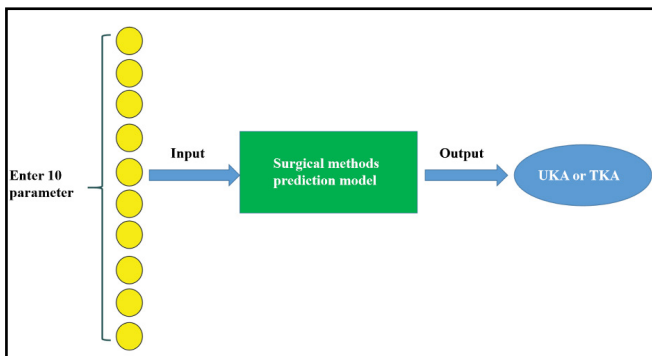 Enter 10
parameter
Input
Surgical methods
prediction model
Output
UKA or TKA